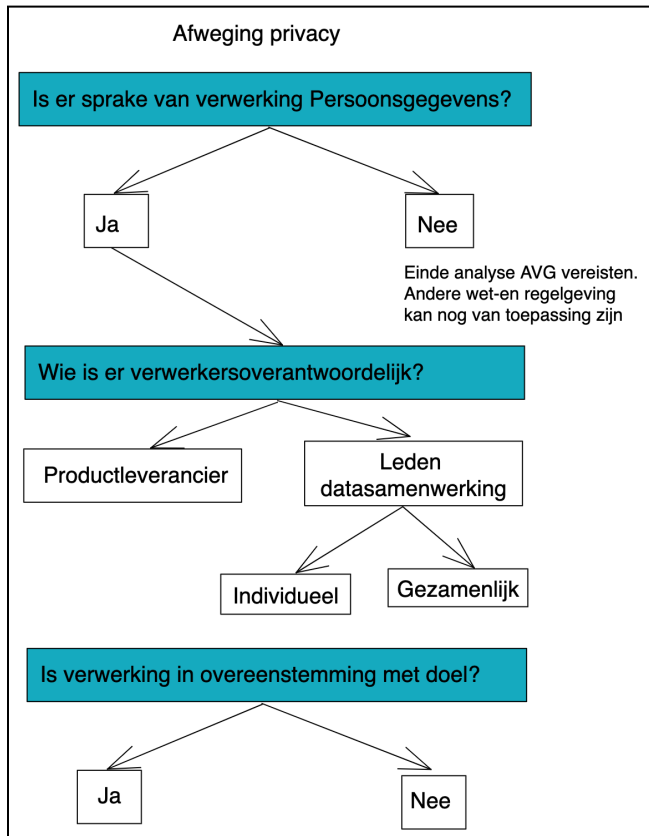 Afweging privacy
Is er sprake van verwerking Persoonsgegevens?
Ja
Nee
Einde analyse AVG vereisten.
Andere wet-en regelgeving
kan nog van toepassing zijn
Wie is er verwerkersoverantwoordelijk?
Productleverancier
Leden
datasamenwerking
Individueel
Gezamenlijk
Is verwerking in overeenstemming met doel?
Ja
Nee